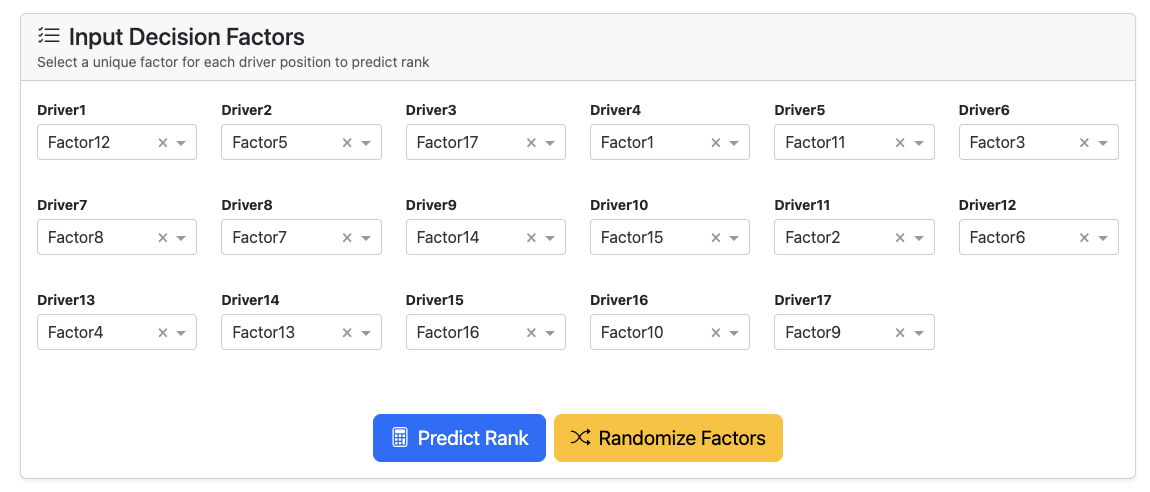 Input Decision Factors
Select a unique factor for each driver position to predict rank
Driver1 Driver2 Driver3 Driver4 Driver5 Driver6
Factor12 Factor5 Factor17 Factor1 Factor11 Factor3
Driver7 Driver8 Driver9 Driver10 Driver11 Driver12
Factor8 Factor7 Factor14 Factor15 Factor2 Factor6
Driver13 Driver14 Driver15 Driver16 Driver17
Factor4 Factor13 Factor16 Factor10 Factor9
Predict Rank Randomize Factors